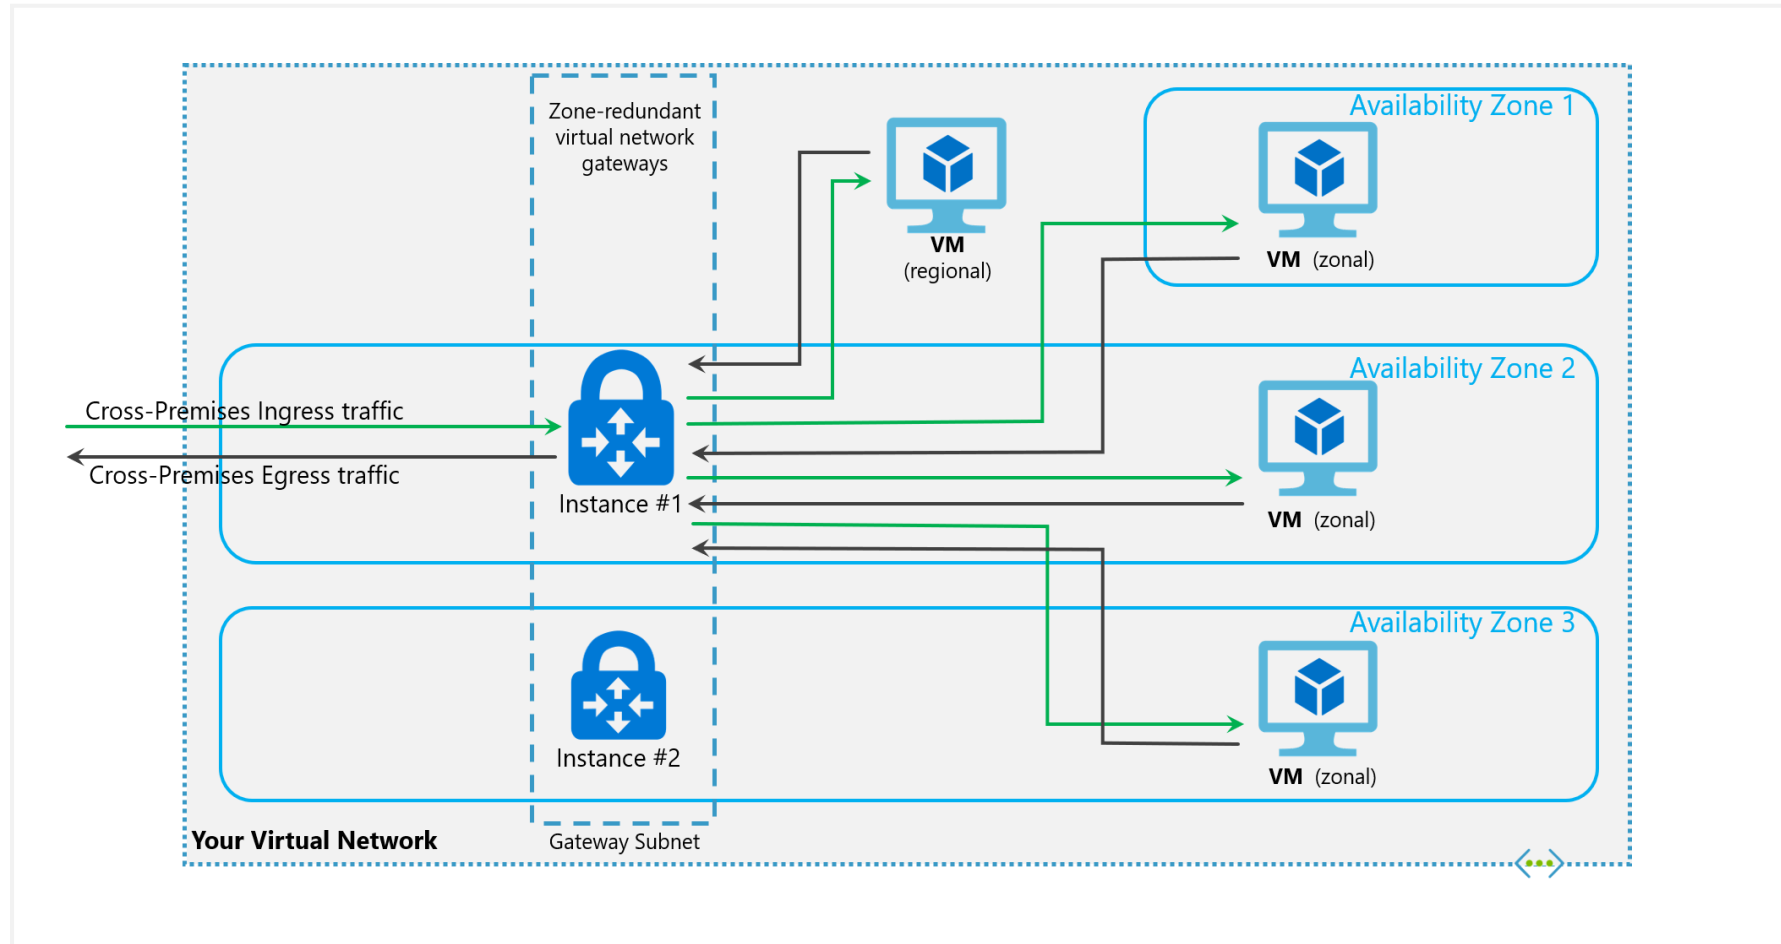 Zone-redundant
virtual network
gateways
VM
(regional)
Availability Zone 1
VM (zonal)
Availability Zone 2
Cross-Premises Ingress traffic
Cross-Premises Egress traffic
Instance #1
VM (zonal)
Availability Zone 3
Instance #2
VM (zonal)
Your Virtual Network
Gateway Subnet